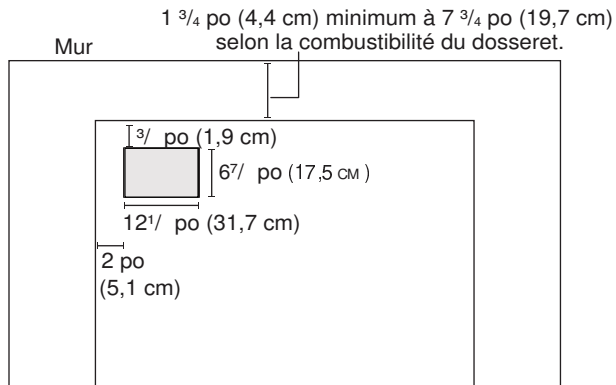 1 3/4 po (4,4 cm) minimum à 7 3/4 po (19,7 cm)
selon la combustibilité du dosseret.
Mur
3/ po (1,9 cm)
67/ po (17,5 CM )
121/ po (31,7 cm)
2 po
(5,1 cm)